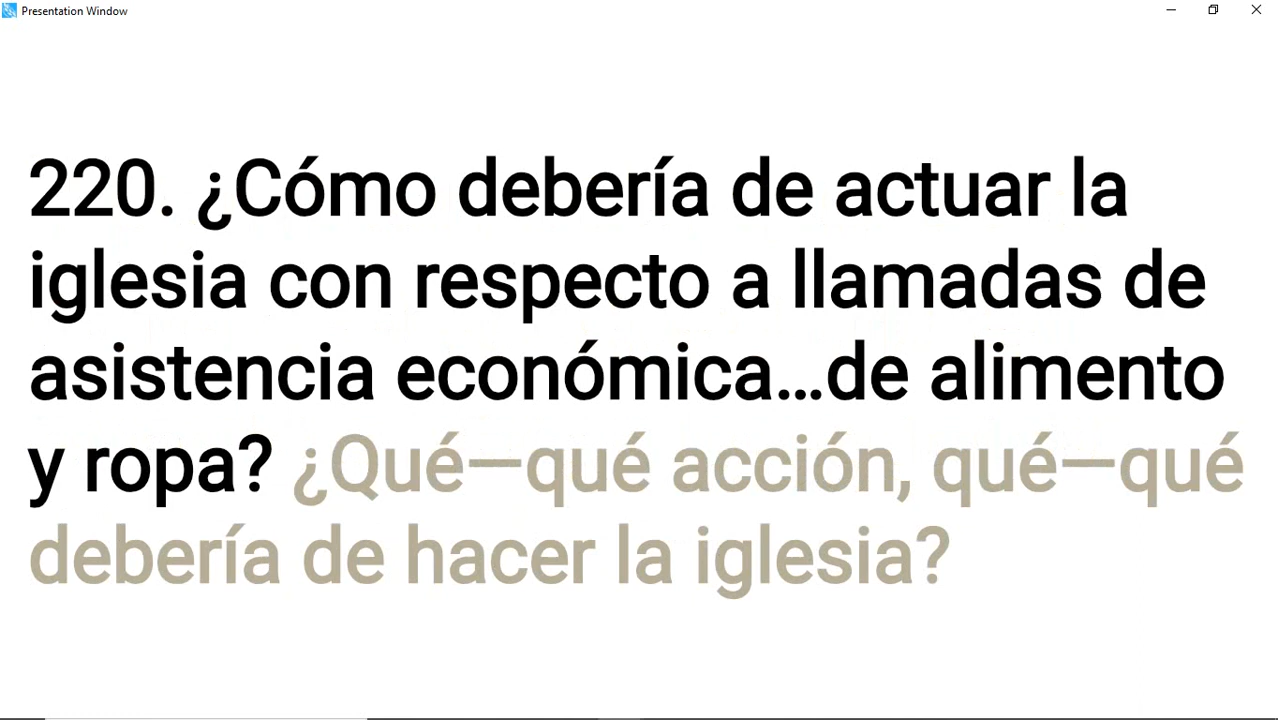 Presentation Window
220. ¿Cómo debería de actuar la
iglesia con respecto a llamadas de
asistencia económica…de alimento
y ropa? ¿Qué—qué acción, qué—qué
debería de hacer la iglesia?